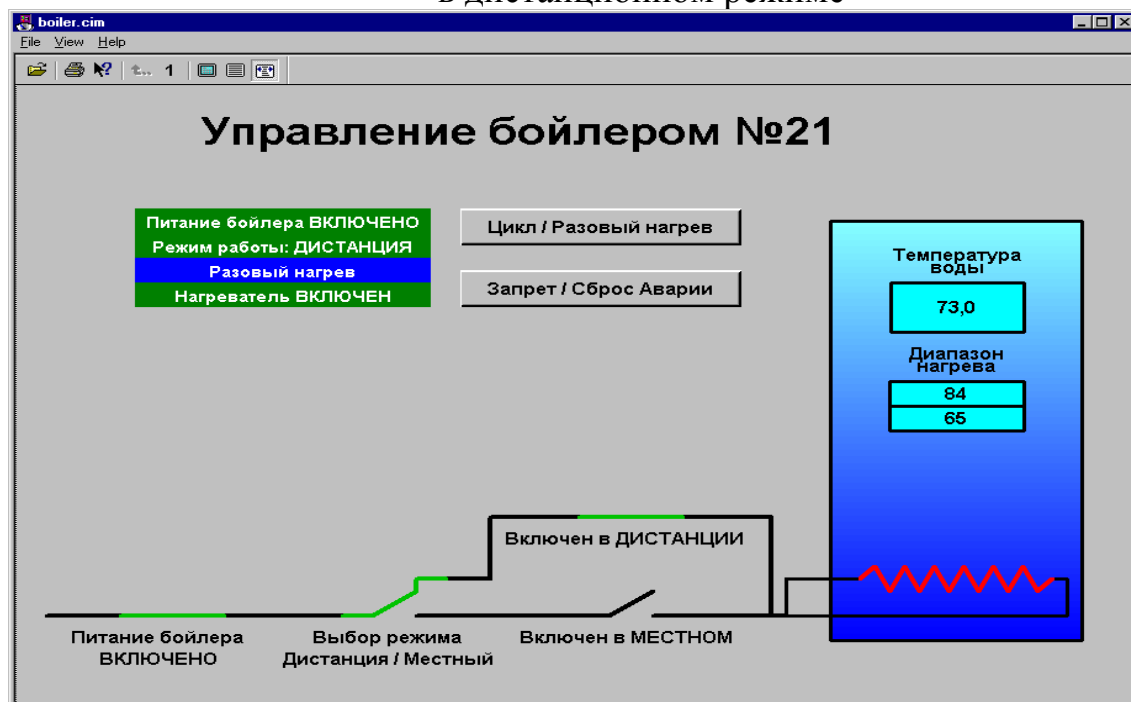 в дистанционном режиме
boiler.cim
File View Help
1
Управление бойлером №21
Питание бойлера ВКЛЮЧЕНО
Режим работы: ДИСТАНЦИЯ
Разовый нагрев
Нагреватель ВКЛЮЧЕН
Цикл / Разовый нагрев
Запрет / Сброс Аварии
Температура
воды
73,0
Диапазон
нагрева
84
65
Включен в ДИСТАНЦИИ
Питание бойлера
ВКЛЮЧЕНО
Выбор режима
Дистанция / Местный
Включен в МЕСТНОМ